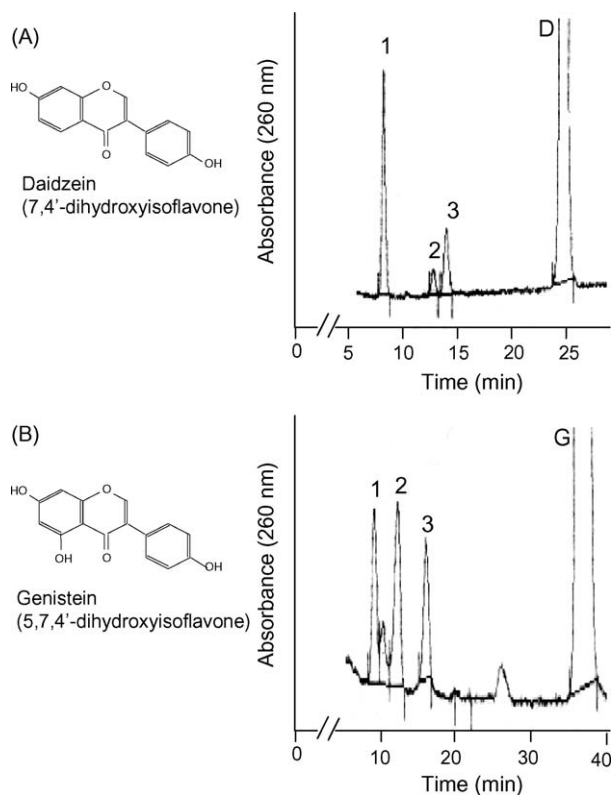 (A)
HO
O
O
OH
Daidzein
(7,4'-dihydroxyisoflavone)
Absorbance (260 nm)
1
2
3
D
0
5
10
15
20
25
Time (min)
(B)
HO
O
OH
O
OH
Genistein
(5,7,4'-dihydroxyisoflavone)
Absorbance (260 nm)
1
2
3
G
0
10
20
30
40
Time (min)